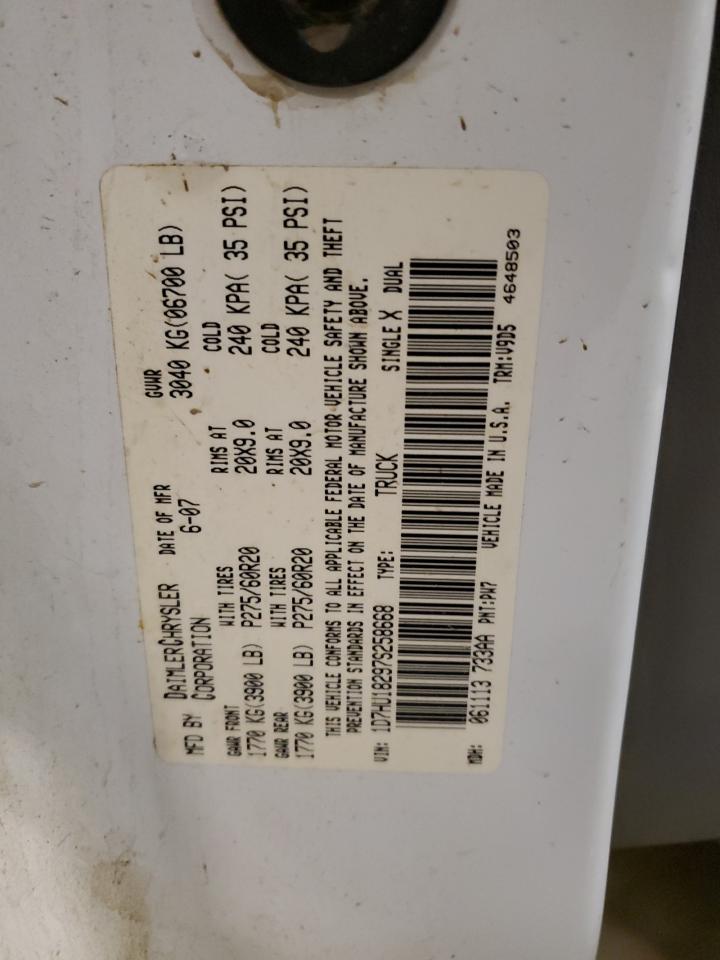 MFD BY DAIMLERCHRYSLER CORPORATION DATE OF MFR 6-07 GVWR 3040 KG(06700 LB)
GAWR FRONT WITH TIRES RIMS AT COLD
1770 KG(3900 LB) P275/60R20 20X9.0 240 KPA( 35 PSI)
GAWR REAR WITH TIRES RIMS AT COLD
1770 KG(3900 LB) P275/60R20 20X9.0 240 KPA( 35 PSI)
THIS VEHICLE CONFORMS TO ALL APPLICABLE FEDERAL MOTOR VEHICLE SAFETY AND THEFT
PREVENTION STANDARDS IN EFFECT ON THE DATE OF MANUFACTURE SHOWN ABOVE.
VIN: 1D7HU18297S258668 TYPE: TRUCK SINGLE X DUAL
MDH: 061113 733AA PNT:PW7 VEHICLE MADE IN U.S.A. TRM:V9D5 4648503